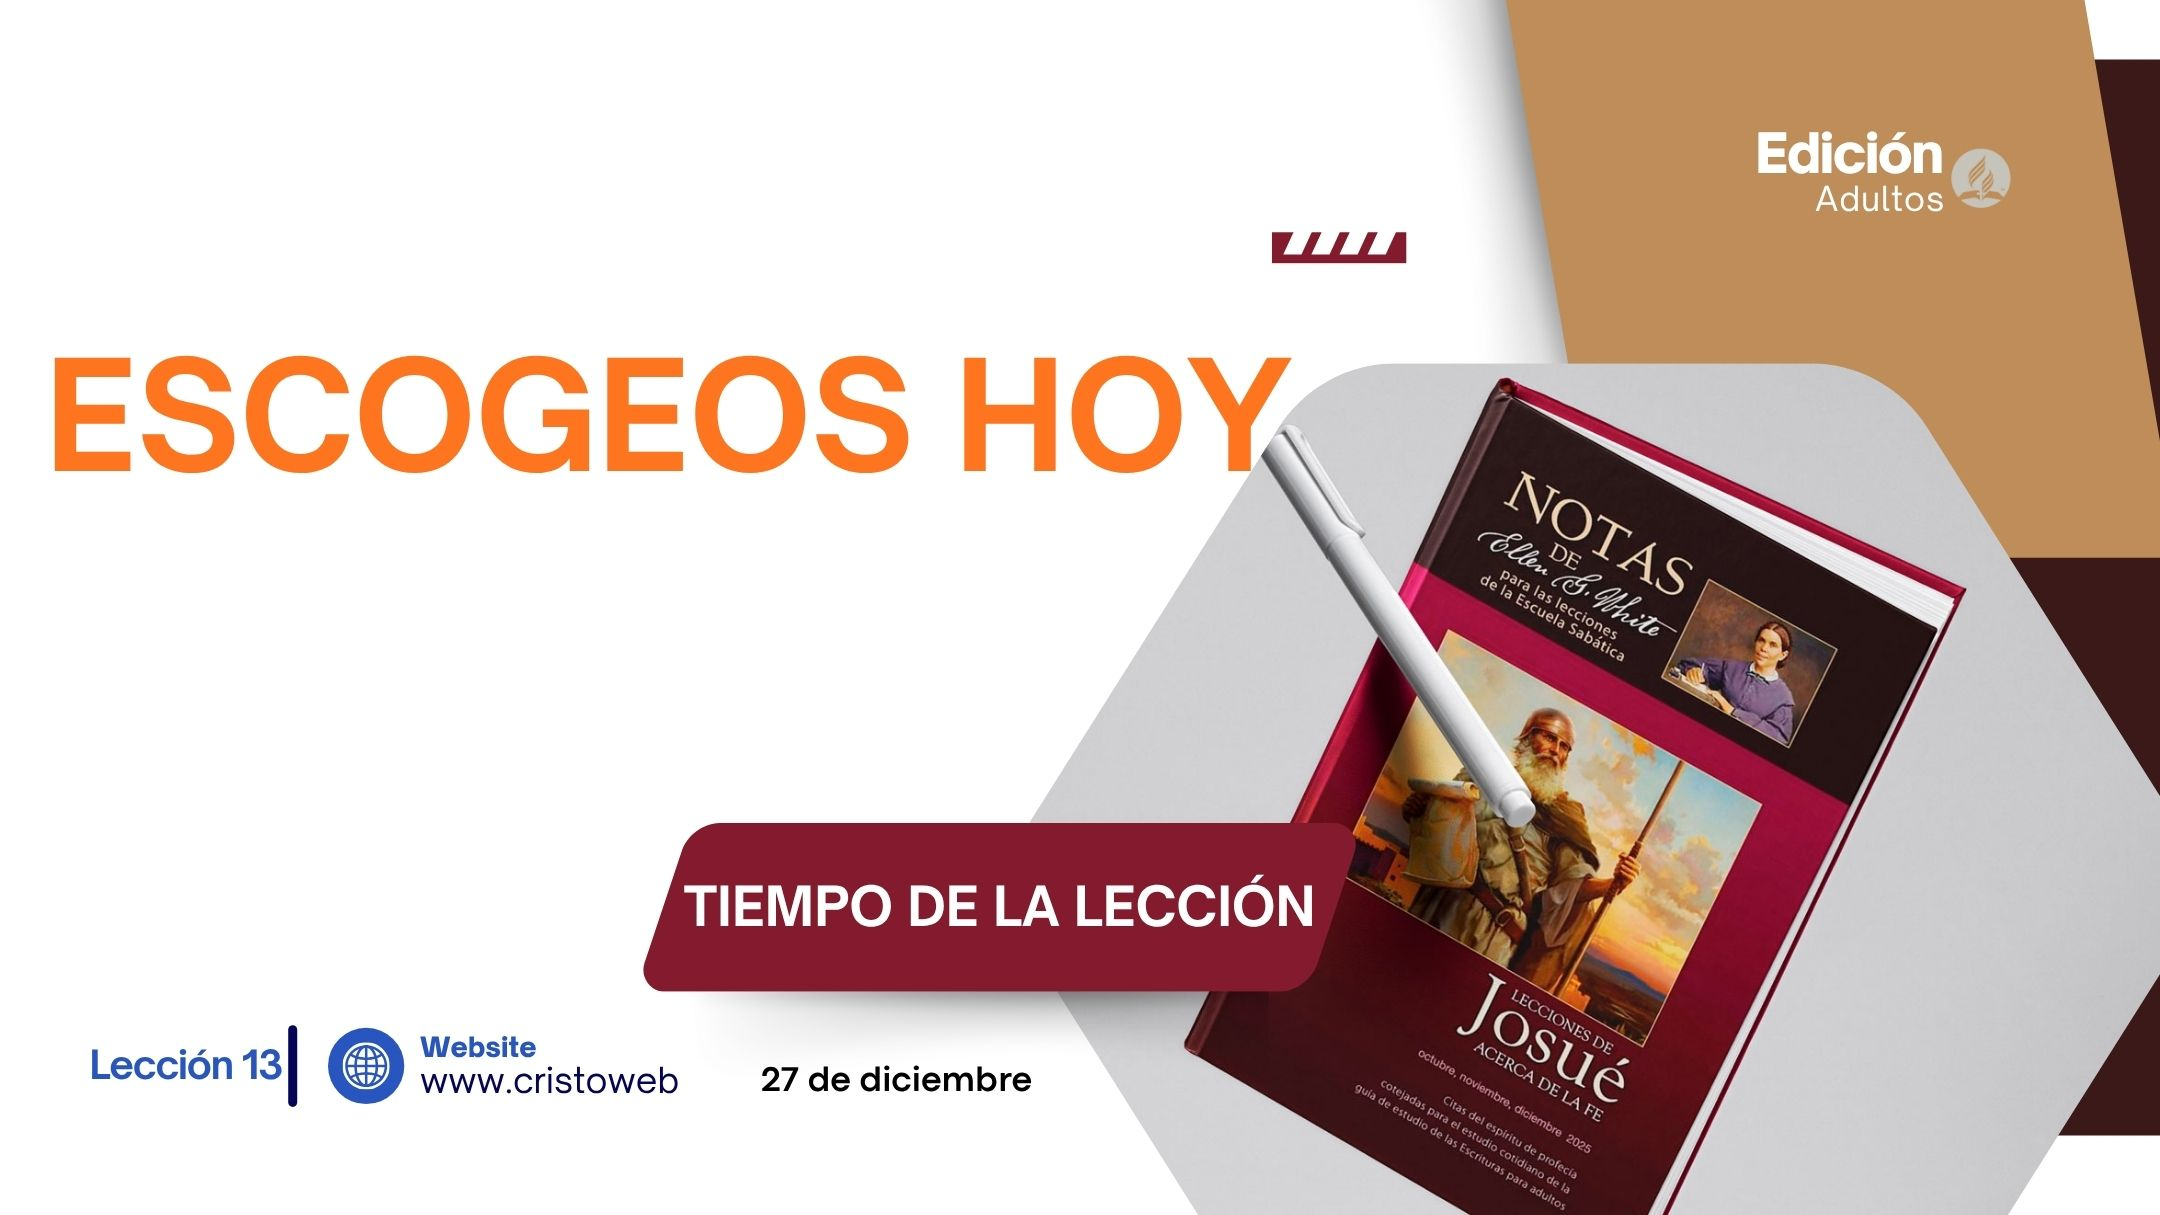 Edición
Adultos
ESCOGEOS HOY
NOTAS
DE
Ellen G. White
para las lecciones
de la Escuela Sabática
TIEMPO DE LA LECCIÓN
LECCIONES DE
Josué
ACERCA DE LA FE
octubre, noviembre, diciembre 2025
Citas del espíritu de profecía
cotejadas para el estudio cotidiano de la
guía de estudio de las Escrituras para adultos
Lección 13
Website
www.cristoweb
27 de diciembre